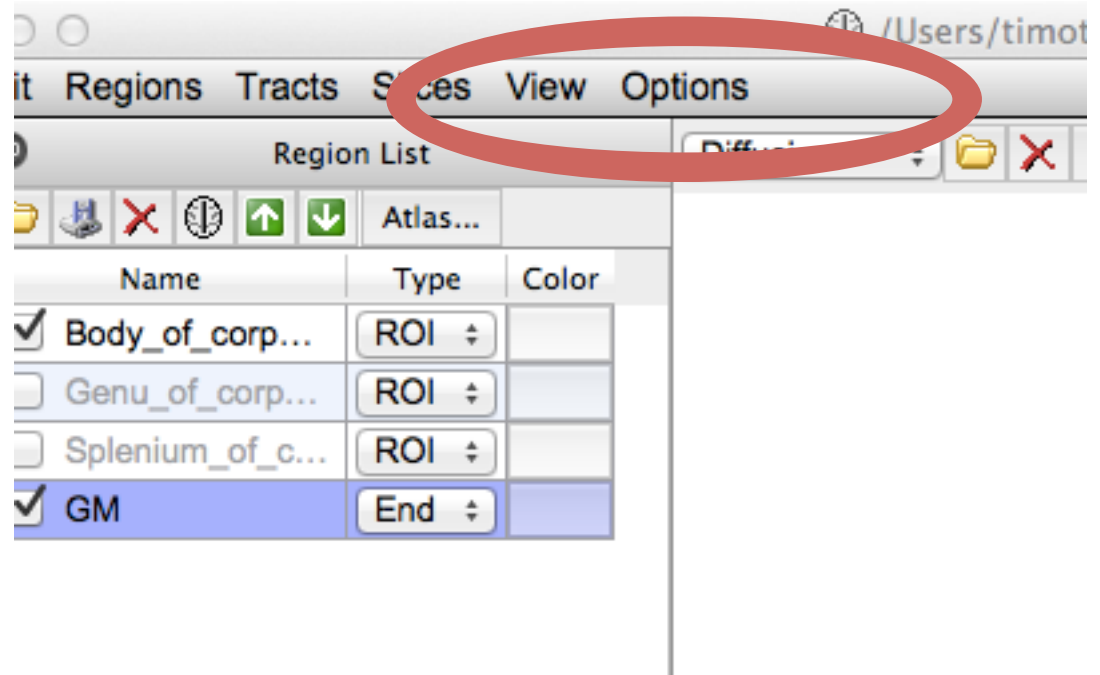 /Users/timot
it Regions Tracts Slices View Options
Region List
Atlas...
Name Type Color
Body_of_corp... ROI
Genu_of_corp... ROI
Splenium_of_c... ROI
GM End